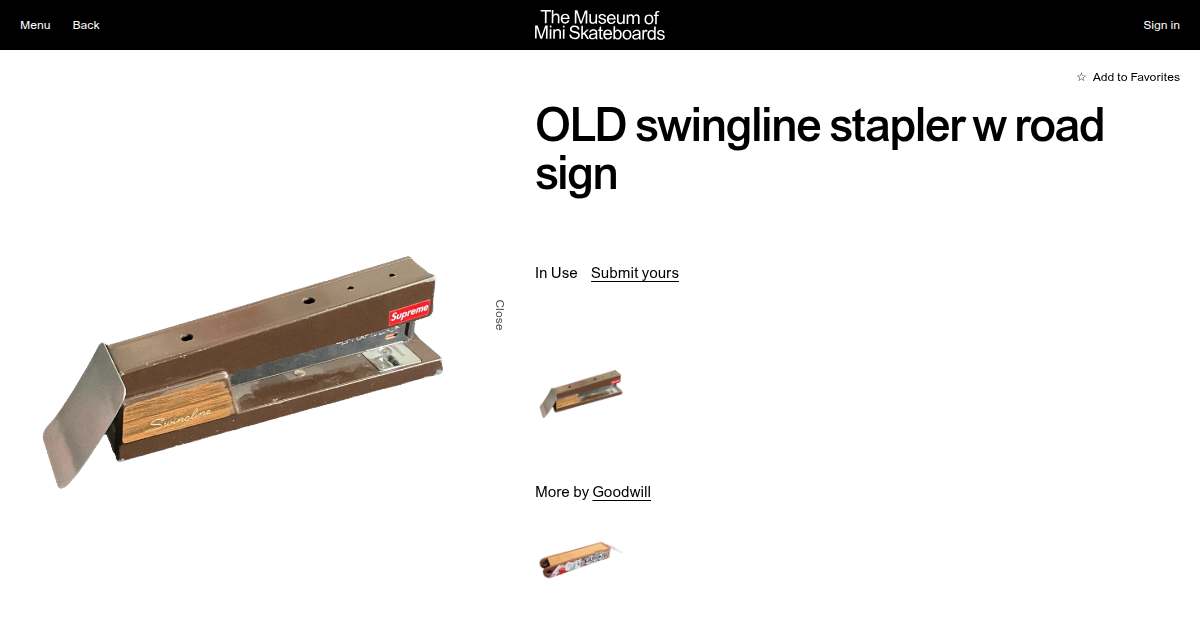 Menu
Back
The Museum of
Mini Skateboards
Sign in
☆ Add to Favorites
OLD swingline stapler w road
sign
In Use
Submit yours
Close
Supreme
Swingline
More by Goodwill